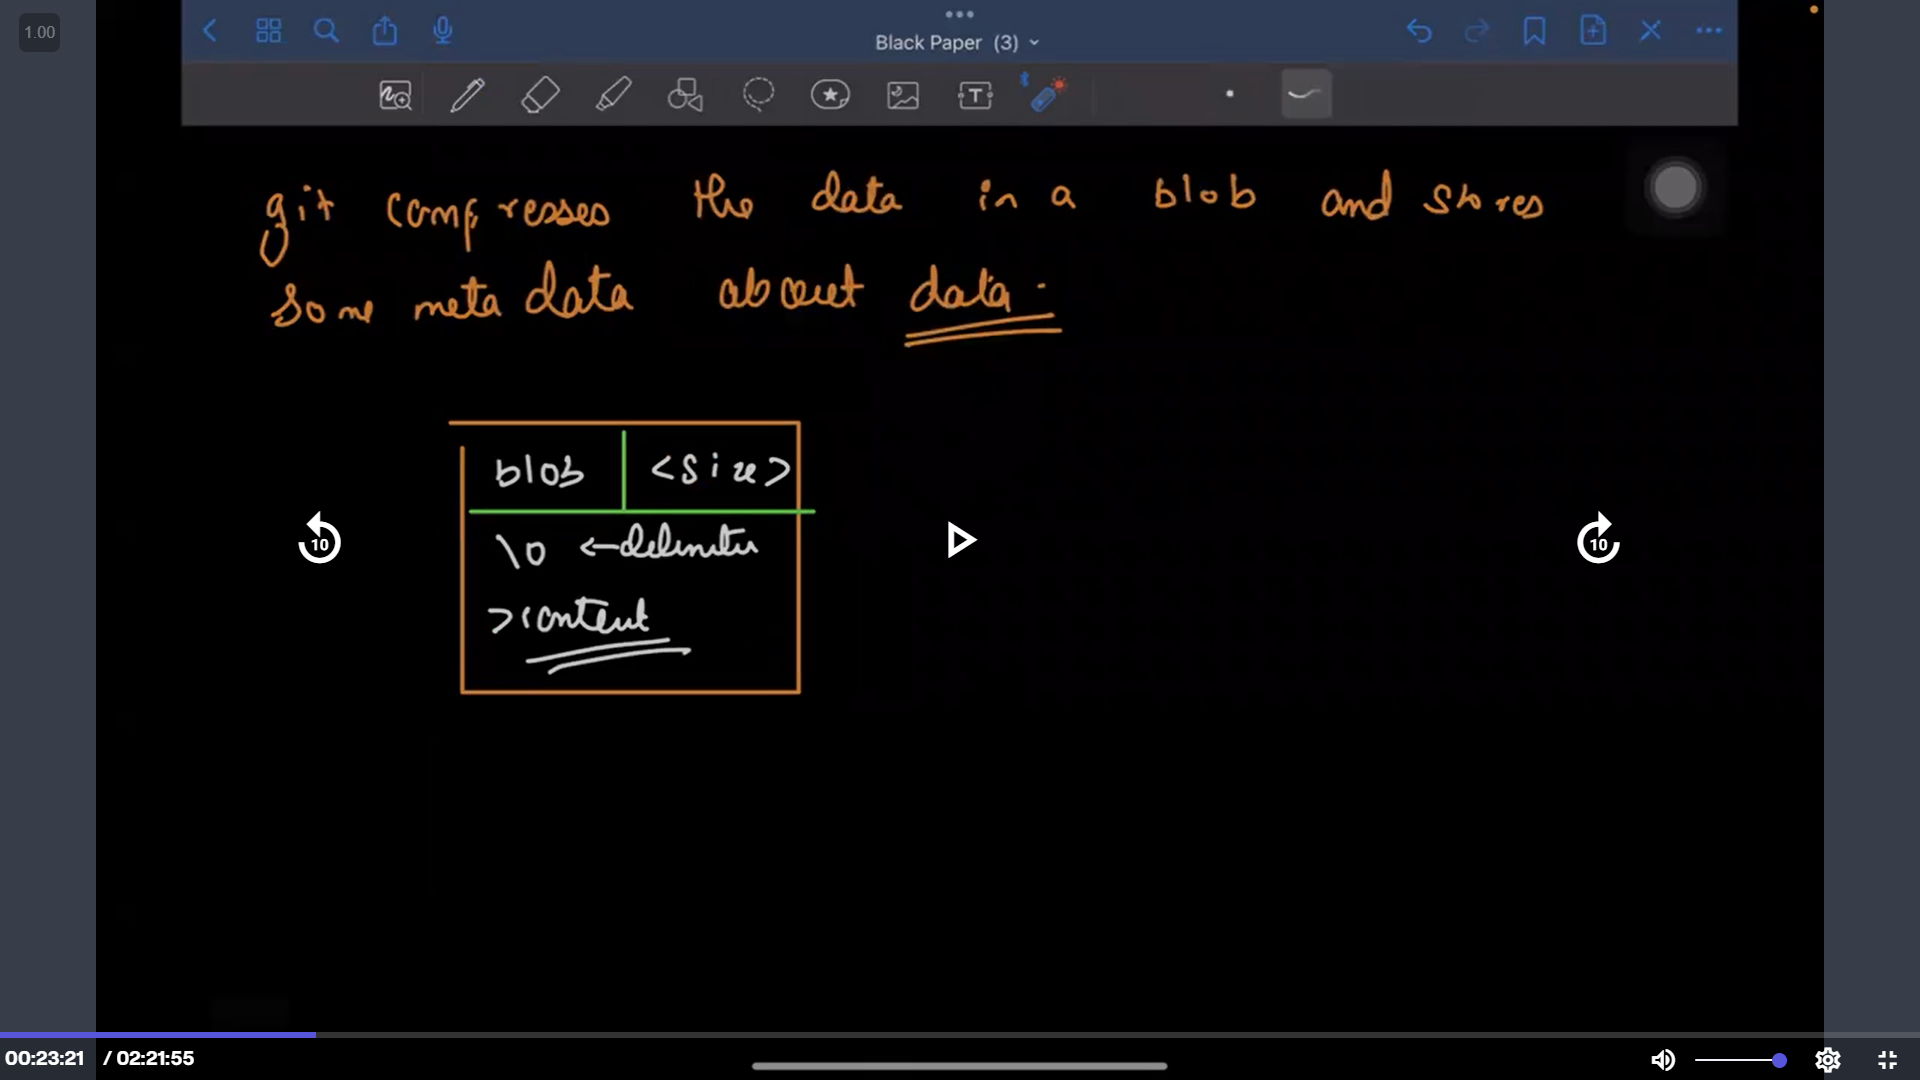 1.00
Black Paper (3)
T
git compresses the data in a blob and stores
some meta data about data.
blob <size>
\0 ← delimiter
> content
10
10
00:23:21 / 02:21:55